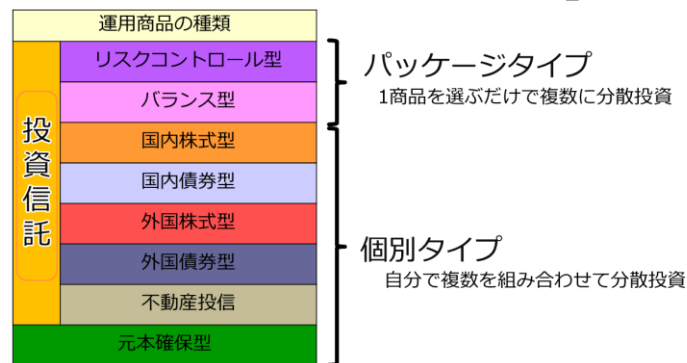 運用商品の種類
投資信託
リスクコントロール型
バランス型
国内株式型
国内債券型
外国株式型
外国債券型
不動産投信
元本確保型
パッケージタイプ
1商品を選ぶだけで複数に分散投資
個別タイプ
自分で複数を組み合わせて分散投資